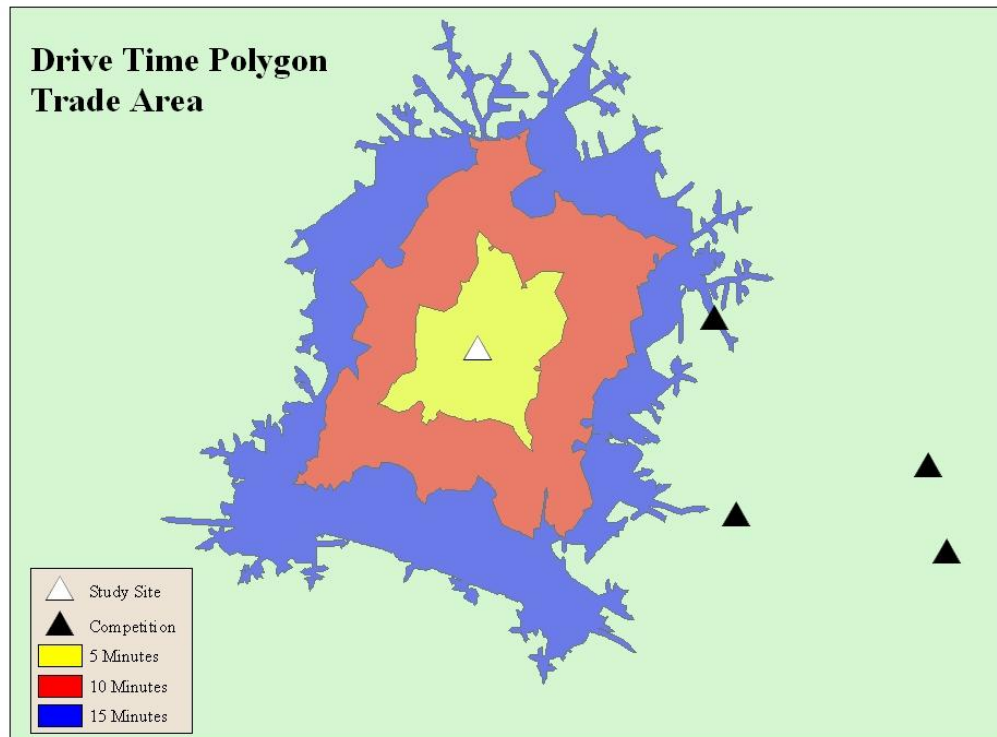 Drive Time Polygon
Trade Area
Study Site
Competition
5 Minutes
10 Minutes
15 Minutes